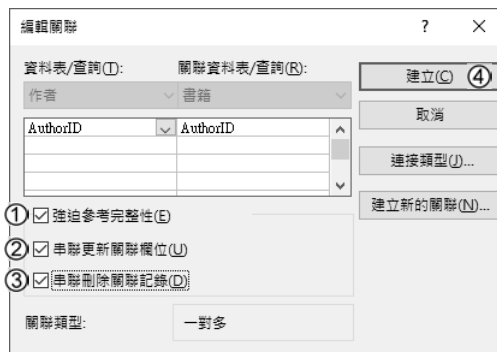 編輯關聯 ? ×
資料表/查詢(T): 關聯資料表/查詢(R):
作者 書籍
AuthorID AuthorID
①強迫參考完整性(E)
②串聯更新關聯欄位(U)
③串聯刪除關聯記錄(D)
關聯類型: 一對多
建立(C) ④
取消
連接類型(J)...
建立新的關聯(N)...